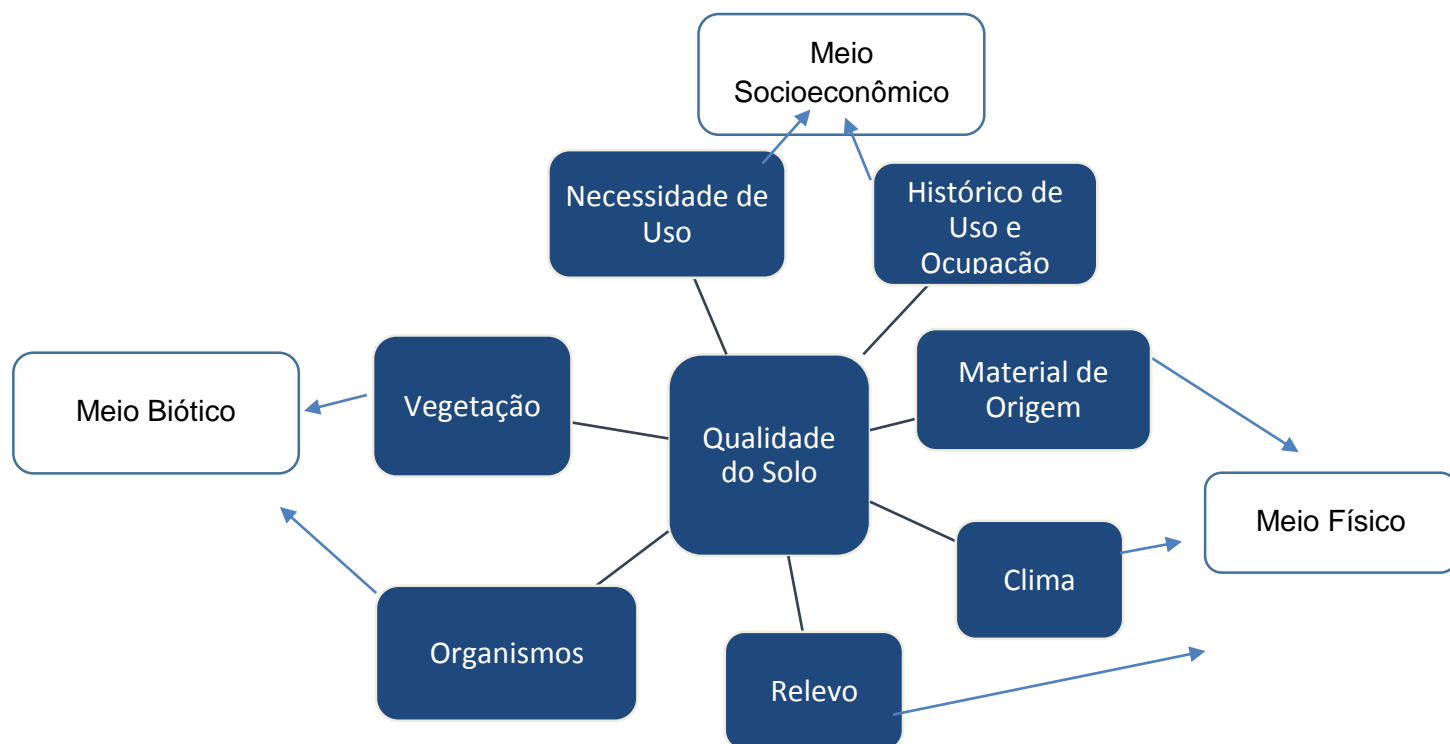 Meio
Socioeconômico
Necessidade de
Uso
Histórico de
Uso e
Ocupação
Material de
Origem
Vegetação
Meio Biótico
Qualidade
do Solo
Meio Físico
Clima
Organismos
Relevo